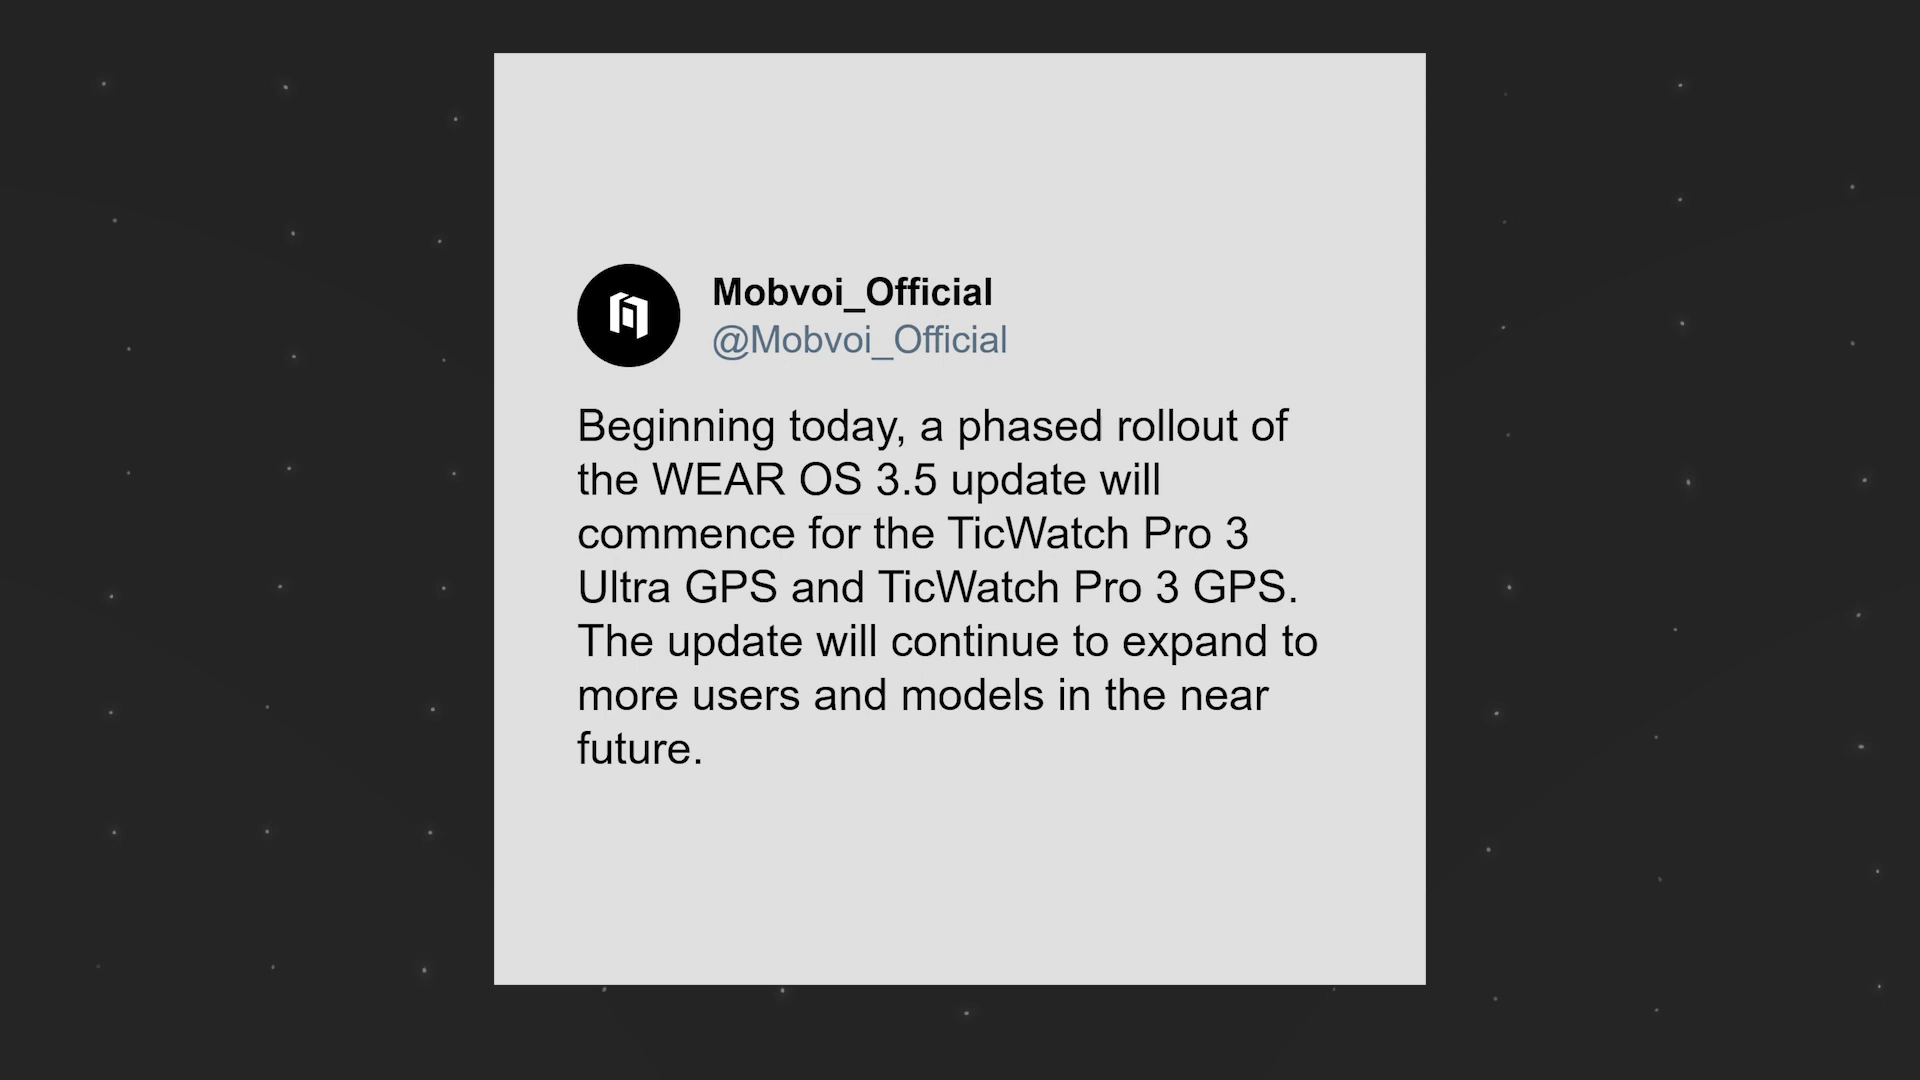 Mobvoi_Official
@Mobvoi_Official
Beginning today, a phased rollout of
the WEAR OS 3.5 update will
commence for the TicWatch Pro 3
Ultra GPS and TicWatch Pro 3 GPS.
The update will continue to expand to
more users and models in the near
future.